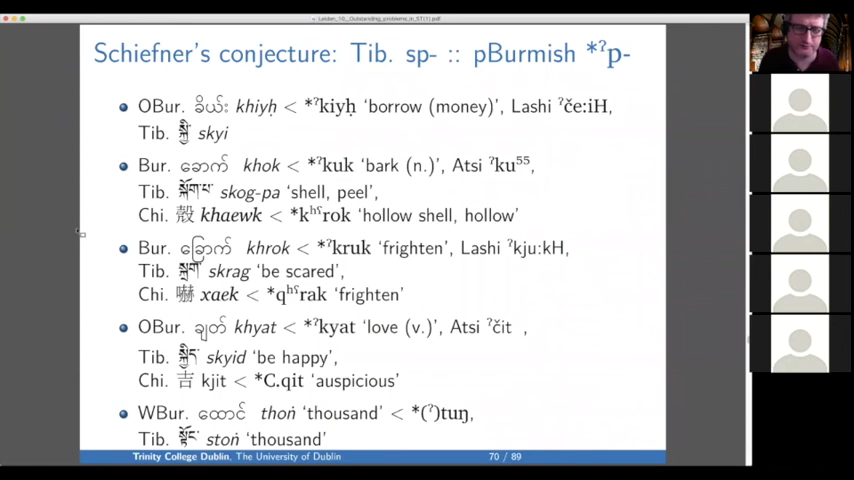 Leiden_16__Outstanding_problems_in_ST(1).pdf
Schiefner's conjecture: Tib. sp- :: pBurmish *ˀp-
OBur. ခိယ်း khiyḥ < *ˀkiyḥ 'borrow (money)', Lashi ˀče:iH,
Tib. སྐྱི skyi
Bur. ခေါက် khok < *ˀkuk 'bark (n.)', Atsi ˀku⁵⁵,
Tib. སྐོག་པ་ skog-pa 'shell, peel',
Chi. 殼 khaewk < *kʰˤrok 'hollow shell, hollow'
Bur. ခြောက် khrok < *ˀkruk 'frighten', Lashi ˀkju:kH,
Tib. སྐྲག skrag 'be scared',
Chi. 嚇 xaek < *qʰˤrak 'frighten'
OBur. ချတ် khyat < *ˀkyat 'love (v.)', Atsi ˀčit ,
Tib. སྐྱིད skyid 'be happy',
Chi. 吉 kjit < *C.qit 'auspicious'
WBur. ထောင် thoṅ 'thousand' < *(ˀ)tuŋ,
Tib. སྟོང stoṅ 'thousand'
Trinity College Dublin, The University of Dublin 70 / 89